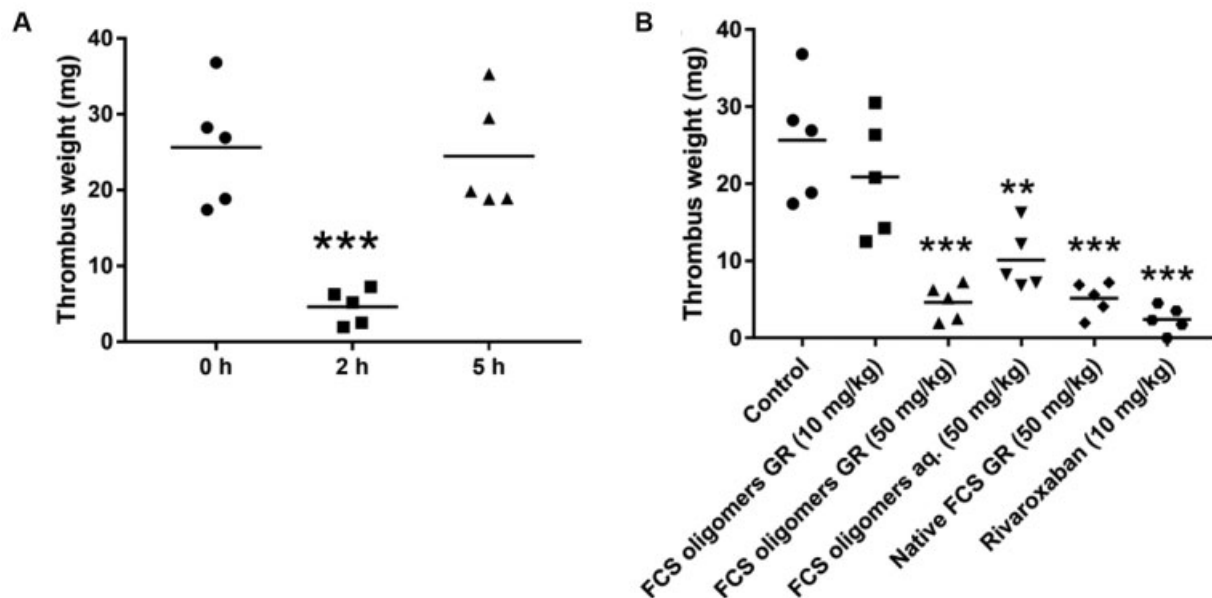 A
Thrombus weight (mg)
40
30
20
10
0
***
0 h
2 h
5 h
B
Thrombus weight (mg)
40
30
20
10
0
***
**
***
***
Control
FCS oligomers GR (10 mg/kg)
FCS oligomers GR (50 mg/kg)
FCS oligomers aq. (50 mg/kg)
Native FCS GR (50 mg/kg)
Rivaroxaban (10 mg/kg)